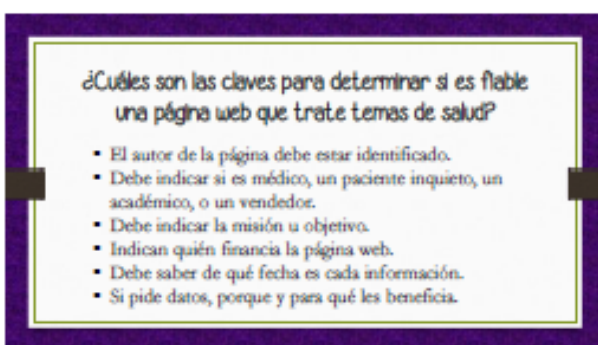 ¿Cuáles son las claves para determinar si es fiable
una página web que trate temas de salud?
▪ El autor de la página debe estar identificado.
▪ Debe indicar si es médico, un paciente inquieto, un
académico, o un vendedor.
▪ Debe indicar la misión u objetivo.
▪ Indican quién financia la página web.
▪ Debe saber de qué fecha es cada información.
▪ Si pide datos, porque y para qué les beneficia.